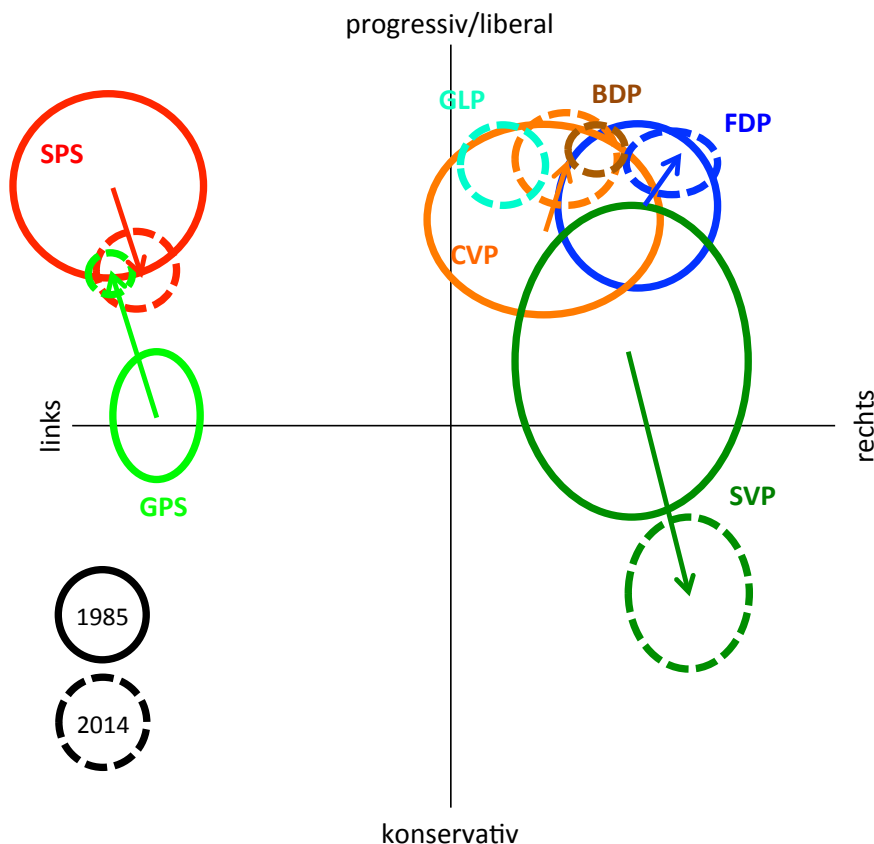 progressiv/liberal
GLP
BDP
FDP
SPS
CVP
links
rechts
GPS
SVP
1985
2014
konservativ